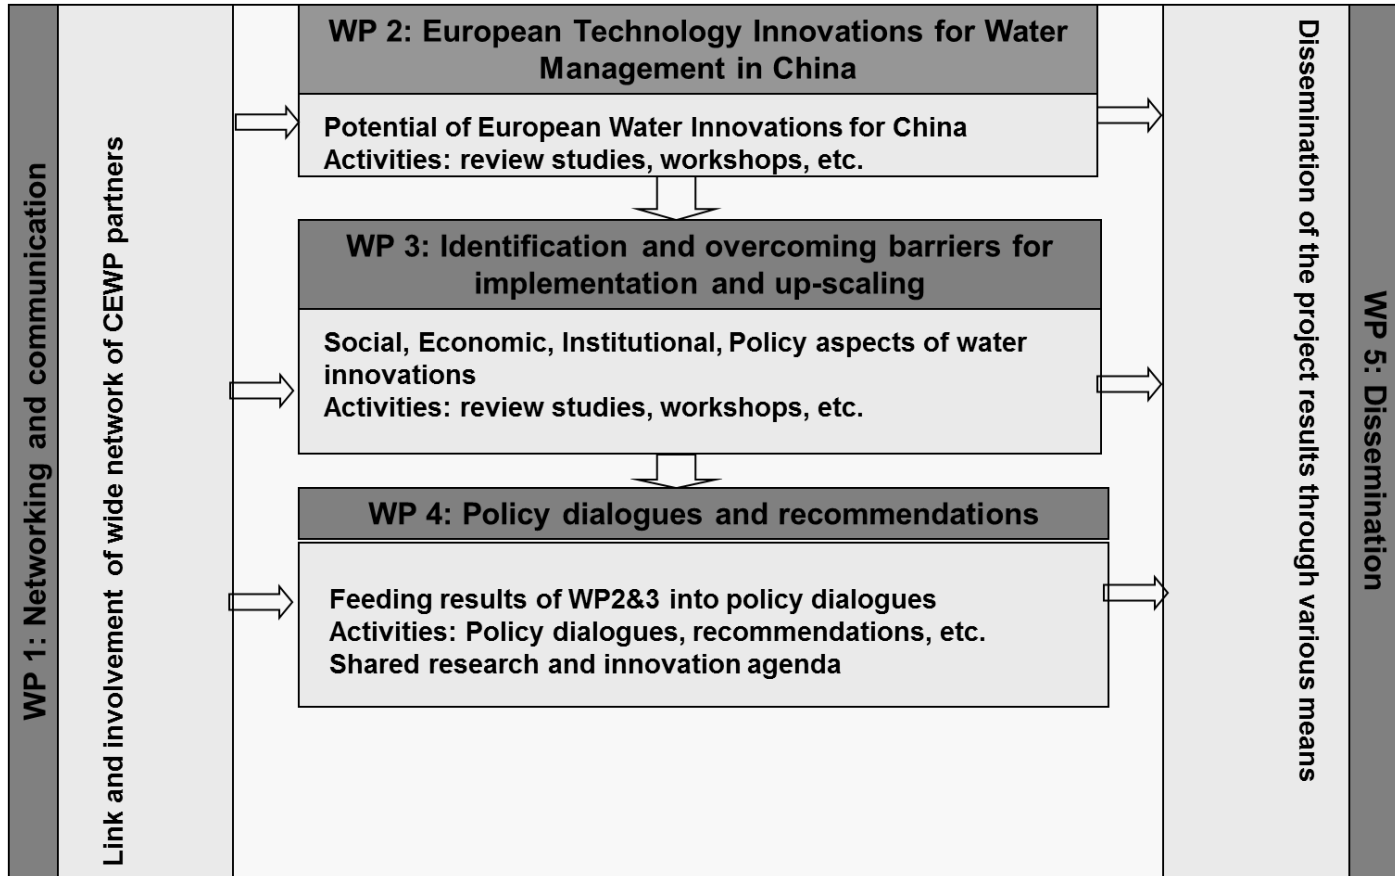 WP 1: Networking and communication
Link and involvement of wide network of CEWP partners
WP 2: European Technology Innovations for Water
Management in China
Potential of European Water Innovations for China
Activities: review studies, workshops, etc.
WP 3: Identification and overcoming barriers for
implementation and up-scaling
Social, Economic, Institutional, Policy aspects of water
innovations
Activities: review studies, workshops, etc.
WP 4: Policy dialogues and recommendations
Feeding results of WP2&3 into policy dialogues
Activities: Policy dialogues, recommendations, etc.
Shared research and innovation agenda
Dissemination of the project results through various means
WP 5: Dissemination